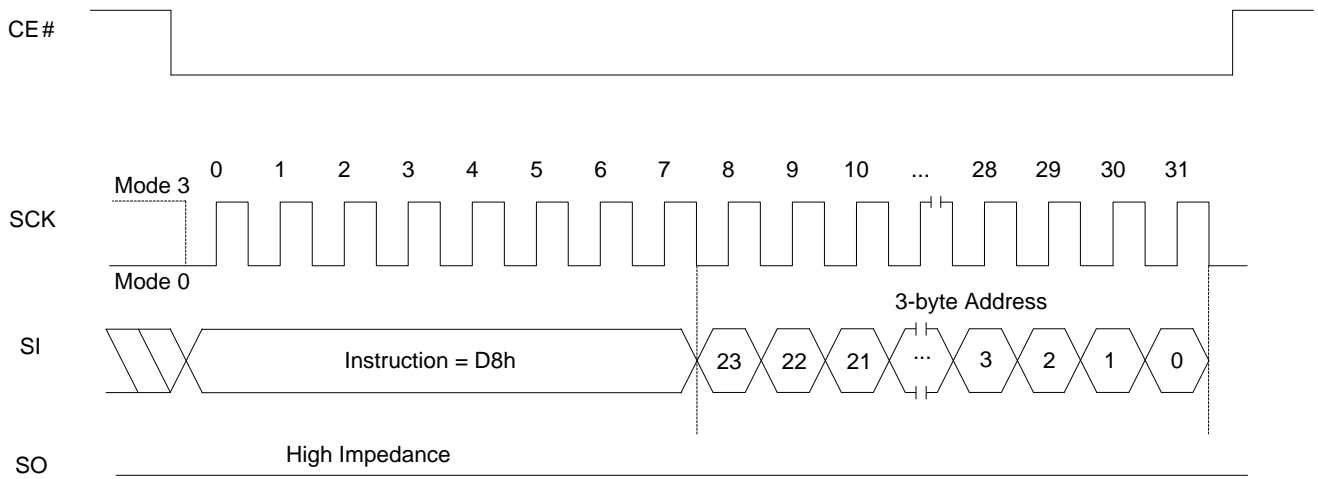 CE#
0 1 2 3 4 5 6 7 8 9 10 ... 28 29 30 31
Mode 3
SCK
Mode 0
3-byte Address
SI
Instruction = D8h 23 22 21 ... 3 2 1 0
High Impedance
SO